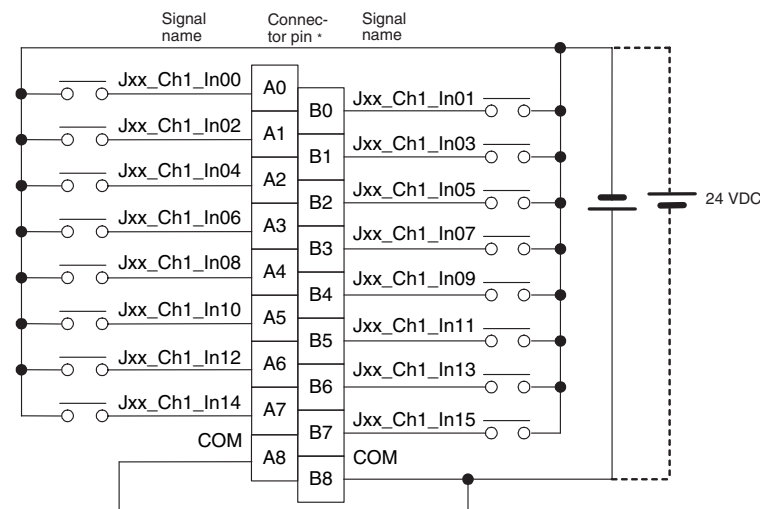 Signal name
Connec-
tor pin *
Signal name
Jxx_Ch1_In00
A0
B0
Jxx_Ch1_In01
Jxx_Ch1_In02
A1
B1
Jxx_Ch1_In03
Jxx_Ch1_In04
A2
B2
Jxx_Ch1_In05
24 VDC
Jxx_Ch1_In06
A3
B3
Jxx_Ch1_In07
Jxx_Ch1_In08
A4
B4
Jxx_Ch1_In09
Jxx_Ch1_In10
A5
B5
Jxx_Ch1_In11
Jxx_Ch1_In12
A6
B6
Jxx_Ch1_In13
Jxx_Ch1_In14
A7
B7
Jxx_Ch1_In15
COM
A8
B8
COM